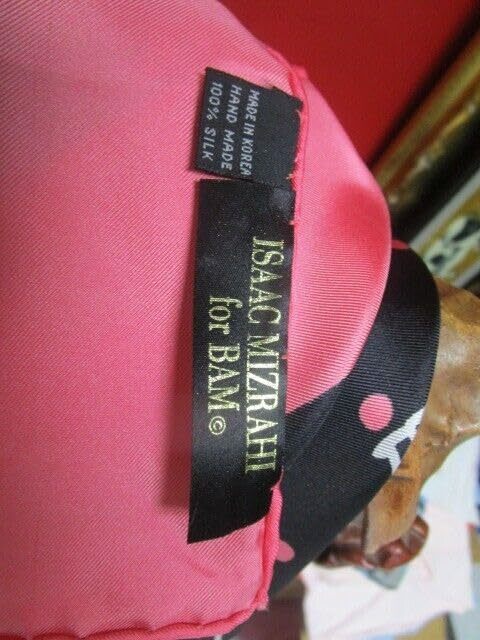 MADE IN KOREA
HAND MADE
100% SILK
ISAAC MIZRAHI
for BAM©